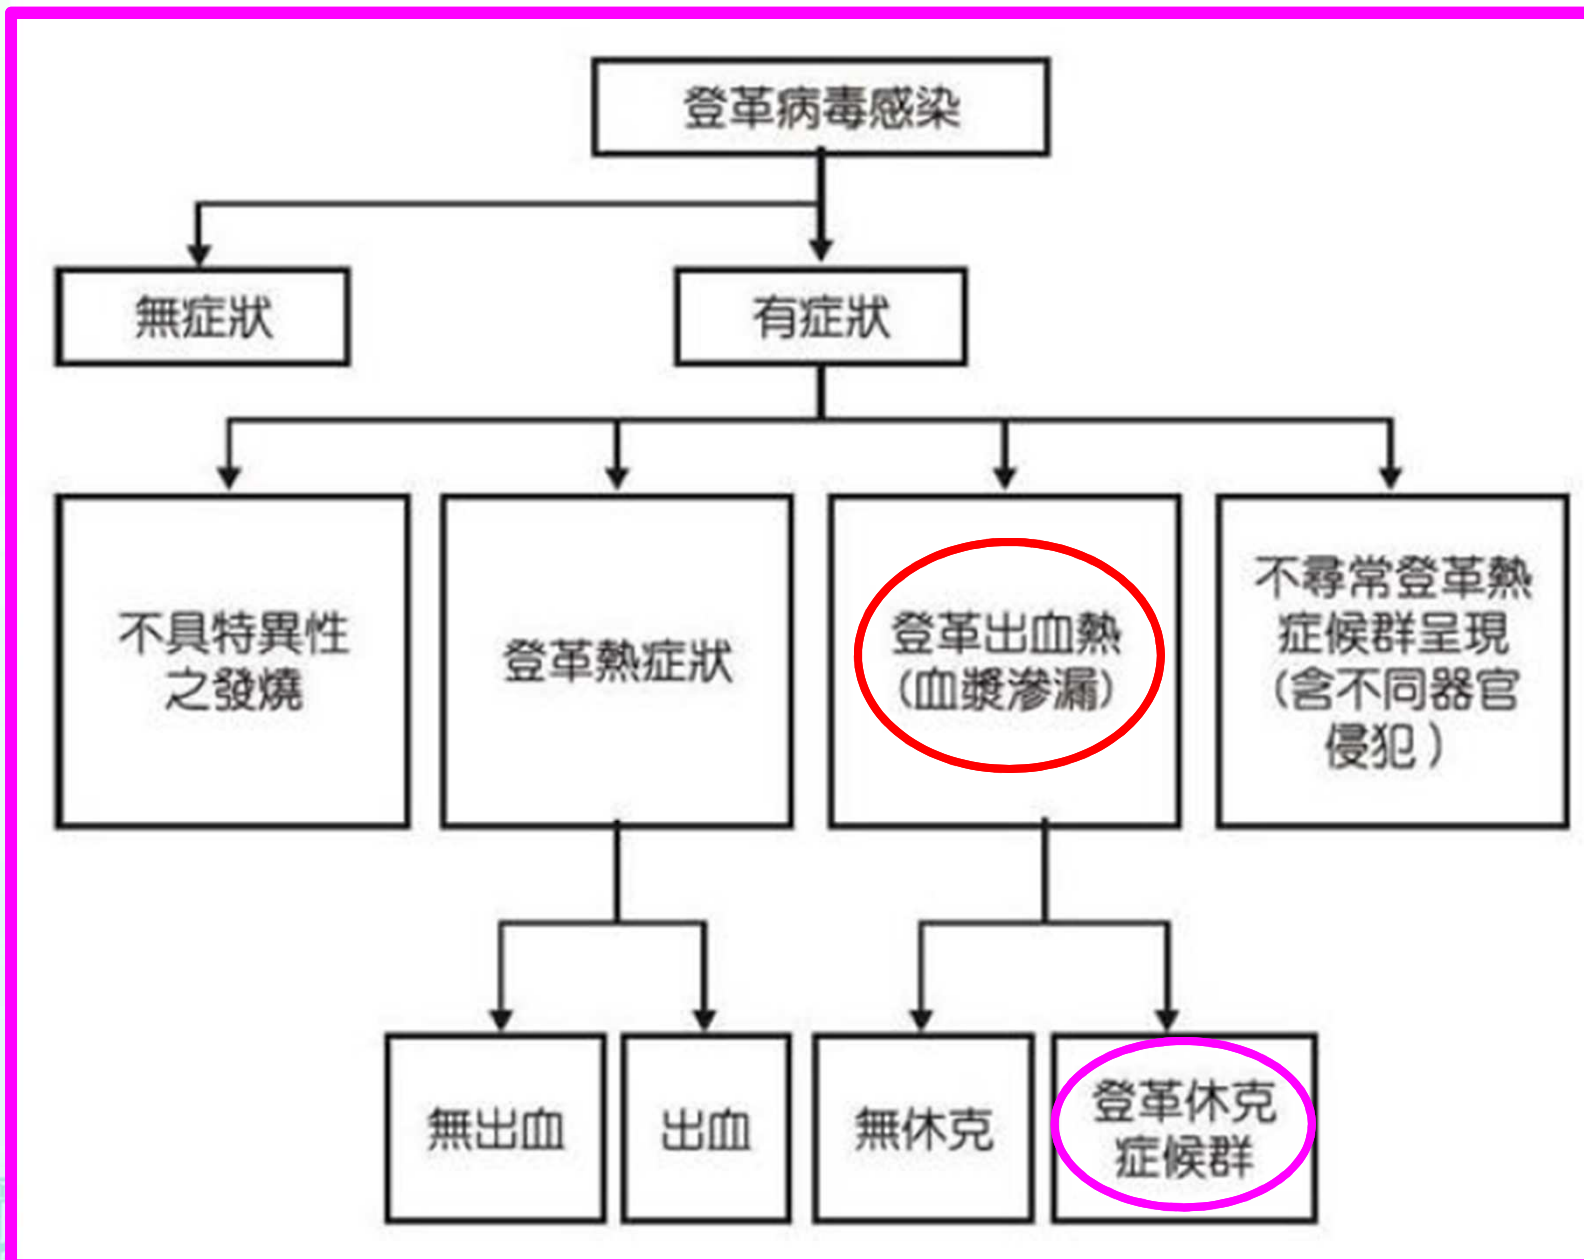 登革病毒感染
無症狀
有症狀
不具特異性
之發燒
登革熱症狀
登革出血熱
(血漿滲漏)
不尋常登革熱
症候群呈現
(含不同器官
侵犯)
無出血
出血
無休克
登革休克
症候群